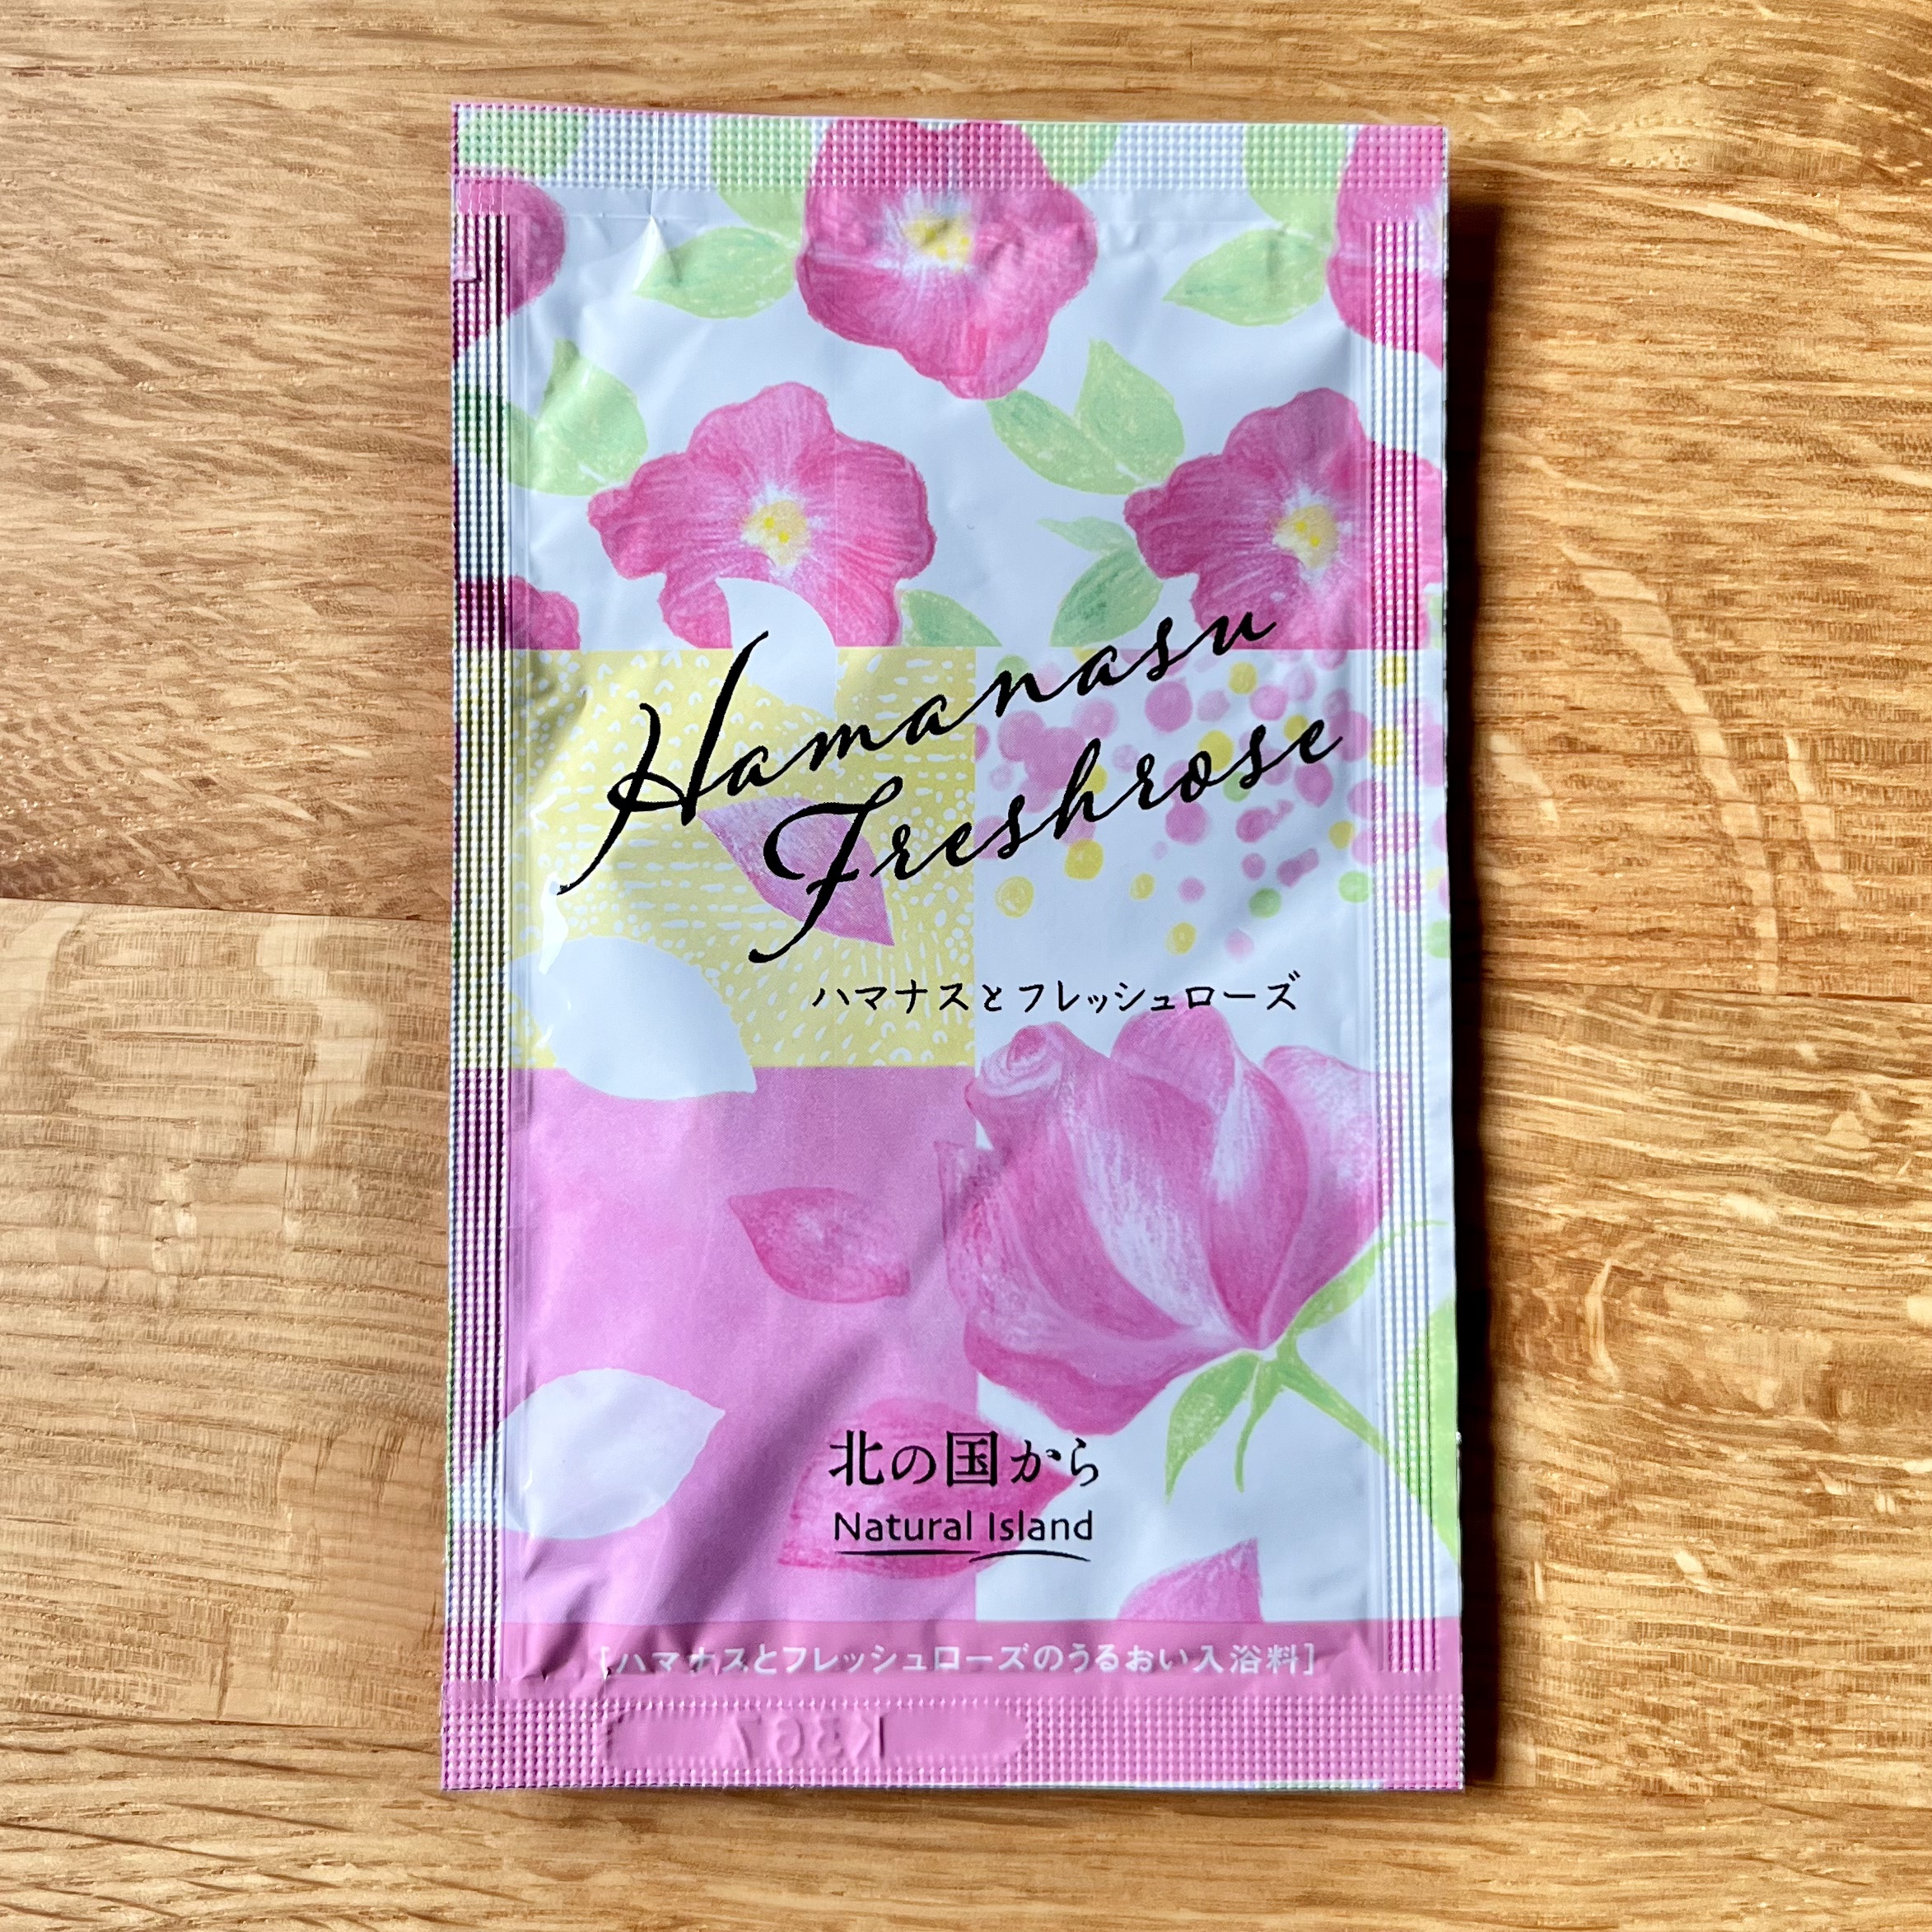 Hamanasu
Freshrose
ハマナスとフレッシュローズ
北の国から
Natural Island
[ハマナスとフレッシュローズのうるおい入浴料]